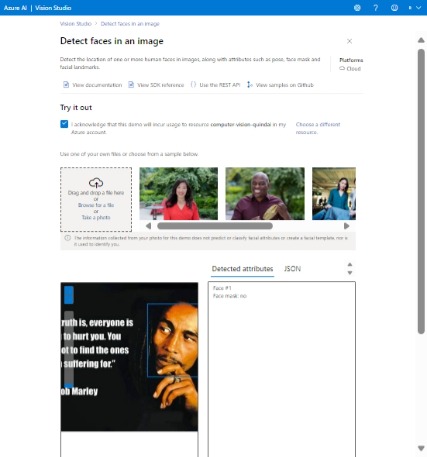 Azure AI | Vision Studio
Vision Studio > Detect faces in an image
Detect faces in an image
Detect the location of one or more human faces in images, along with attributes such as pose, face mask and
facial landmarks.
Platforms
Cloud
View documentation
View SDK reference
Use the REST API
View samples on Github
Try it out
I acknowledge that this demo will incur usage to resource computer-vision-quindai in my
Azure account.
Choose a different
resource.
Use one of your own files or choose from a sample below.
Drag and drop a file here
or
Browse for a file
or
Take a photo
The information collected from your photo for this demo does not predict or classify facial attributes or create a facial template, nor is
it used to identify you.
Detected attributes
JSON
Face #1
Face mask: no
ruth is, everyone is
to hurt you. You
ot to find the ones
suffering for."
ob Marley